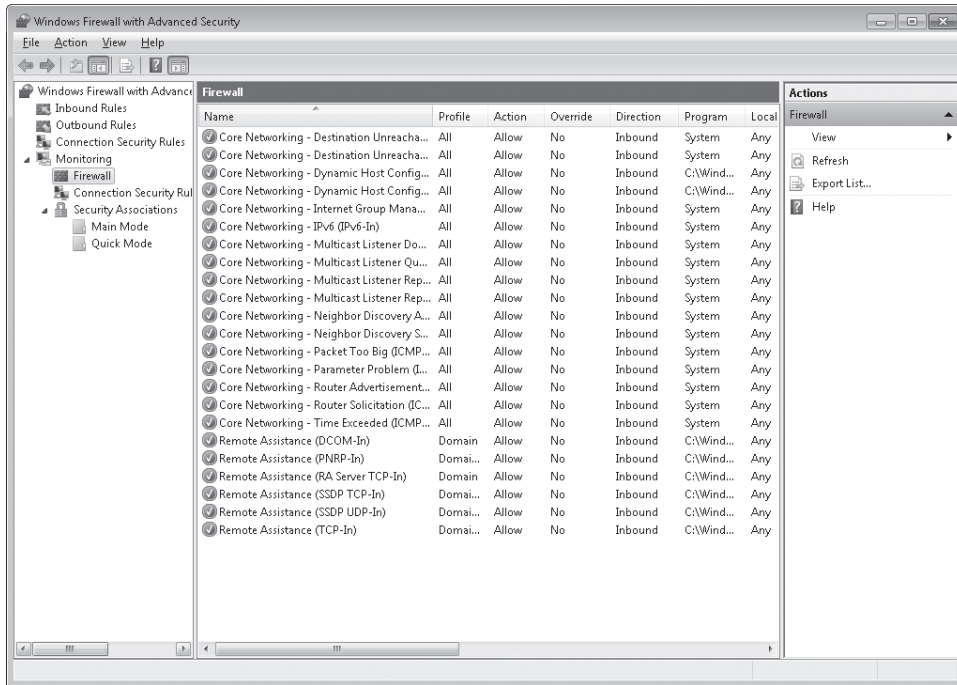 Windows Firewall with Advanced Security
File Action View Help
Windows Firewall with Advance
Inbound Rules
Outbound Rules
Connection Security Rules
Monitoring
Firewall
Connection Security Rul
Security Associations
Main Mode
Quick Mode
Firewall
Name Profile Action Override Direction Program Local
Core Networking - Destination Unreacha... All Allow No Inbound System Any
Core Networking - Destination Unreacha... All Allow No Inbound System Any
Core Networking - Dynamic Host Config... All Allow No Inbound C:\Wind... Any
Core Networking - Dynamic Host Config... All Allow No Inbound C:\Wind... Any
Core Networking - Internet Group Mana... All Allow No Inbound System Any
Core Networking - IPv6 (IPv6-In) All Allow No Inbound System Any
Core Networking - Multicast Listener Do... All Allow No Inbound System Any
Core Networking - Multicast Listener Qu... All Allow No Inbound System Any
Core Networking - Multicast Listener Rep... All Allow No Inbound System Any
Core Networking - Multicast Listener Rep... All Allow No Inbound System Any
Core Networking - Neighbor Discovery A... All Allow No Inbound System Any
Core Networking - Neighbor Discovery S... All Allow No Inbound System Any
Core Networking - Packet Too Big (ICMP... All Allow No Inbound System Any
Core Networking - Parameter Problem (I... All Allow No Inbound System Any
Core Networking - Router Advertisement... All Allow No Inbound System Any
Core Networking - Router Solicitation (IC... All Allow No Inbound System Any
Core Networking - Time Exceeded (ICMP... All Allow No Inbound System Any
Remote Assistance (DCOM-In) Domain Allow No Inbound C:\Wind... Any
Remote Assistance (PNRP-In) Domai... Allow No Inbound C:\Wind... Any
Remote Assistance (RA Server TCP-In) Domain Allow No Inbound C:\Wind... Any
Remote Assistance (SSDP TCP-In) Domai... Allow No Inbound C:\Wind... Any
Remote Assistance (SSDP UDP-In) Domai... Allow No Inbound C:\Wind... Any
Remote Assistance (TCP-In) Domai... Allow No Inbound C:\Wind... Any
Actions
Firewall
View
Refresh
Export List...
Help